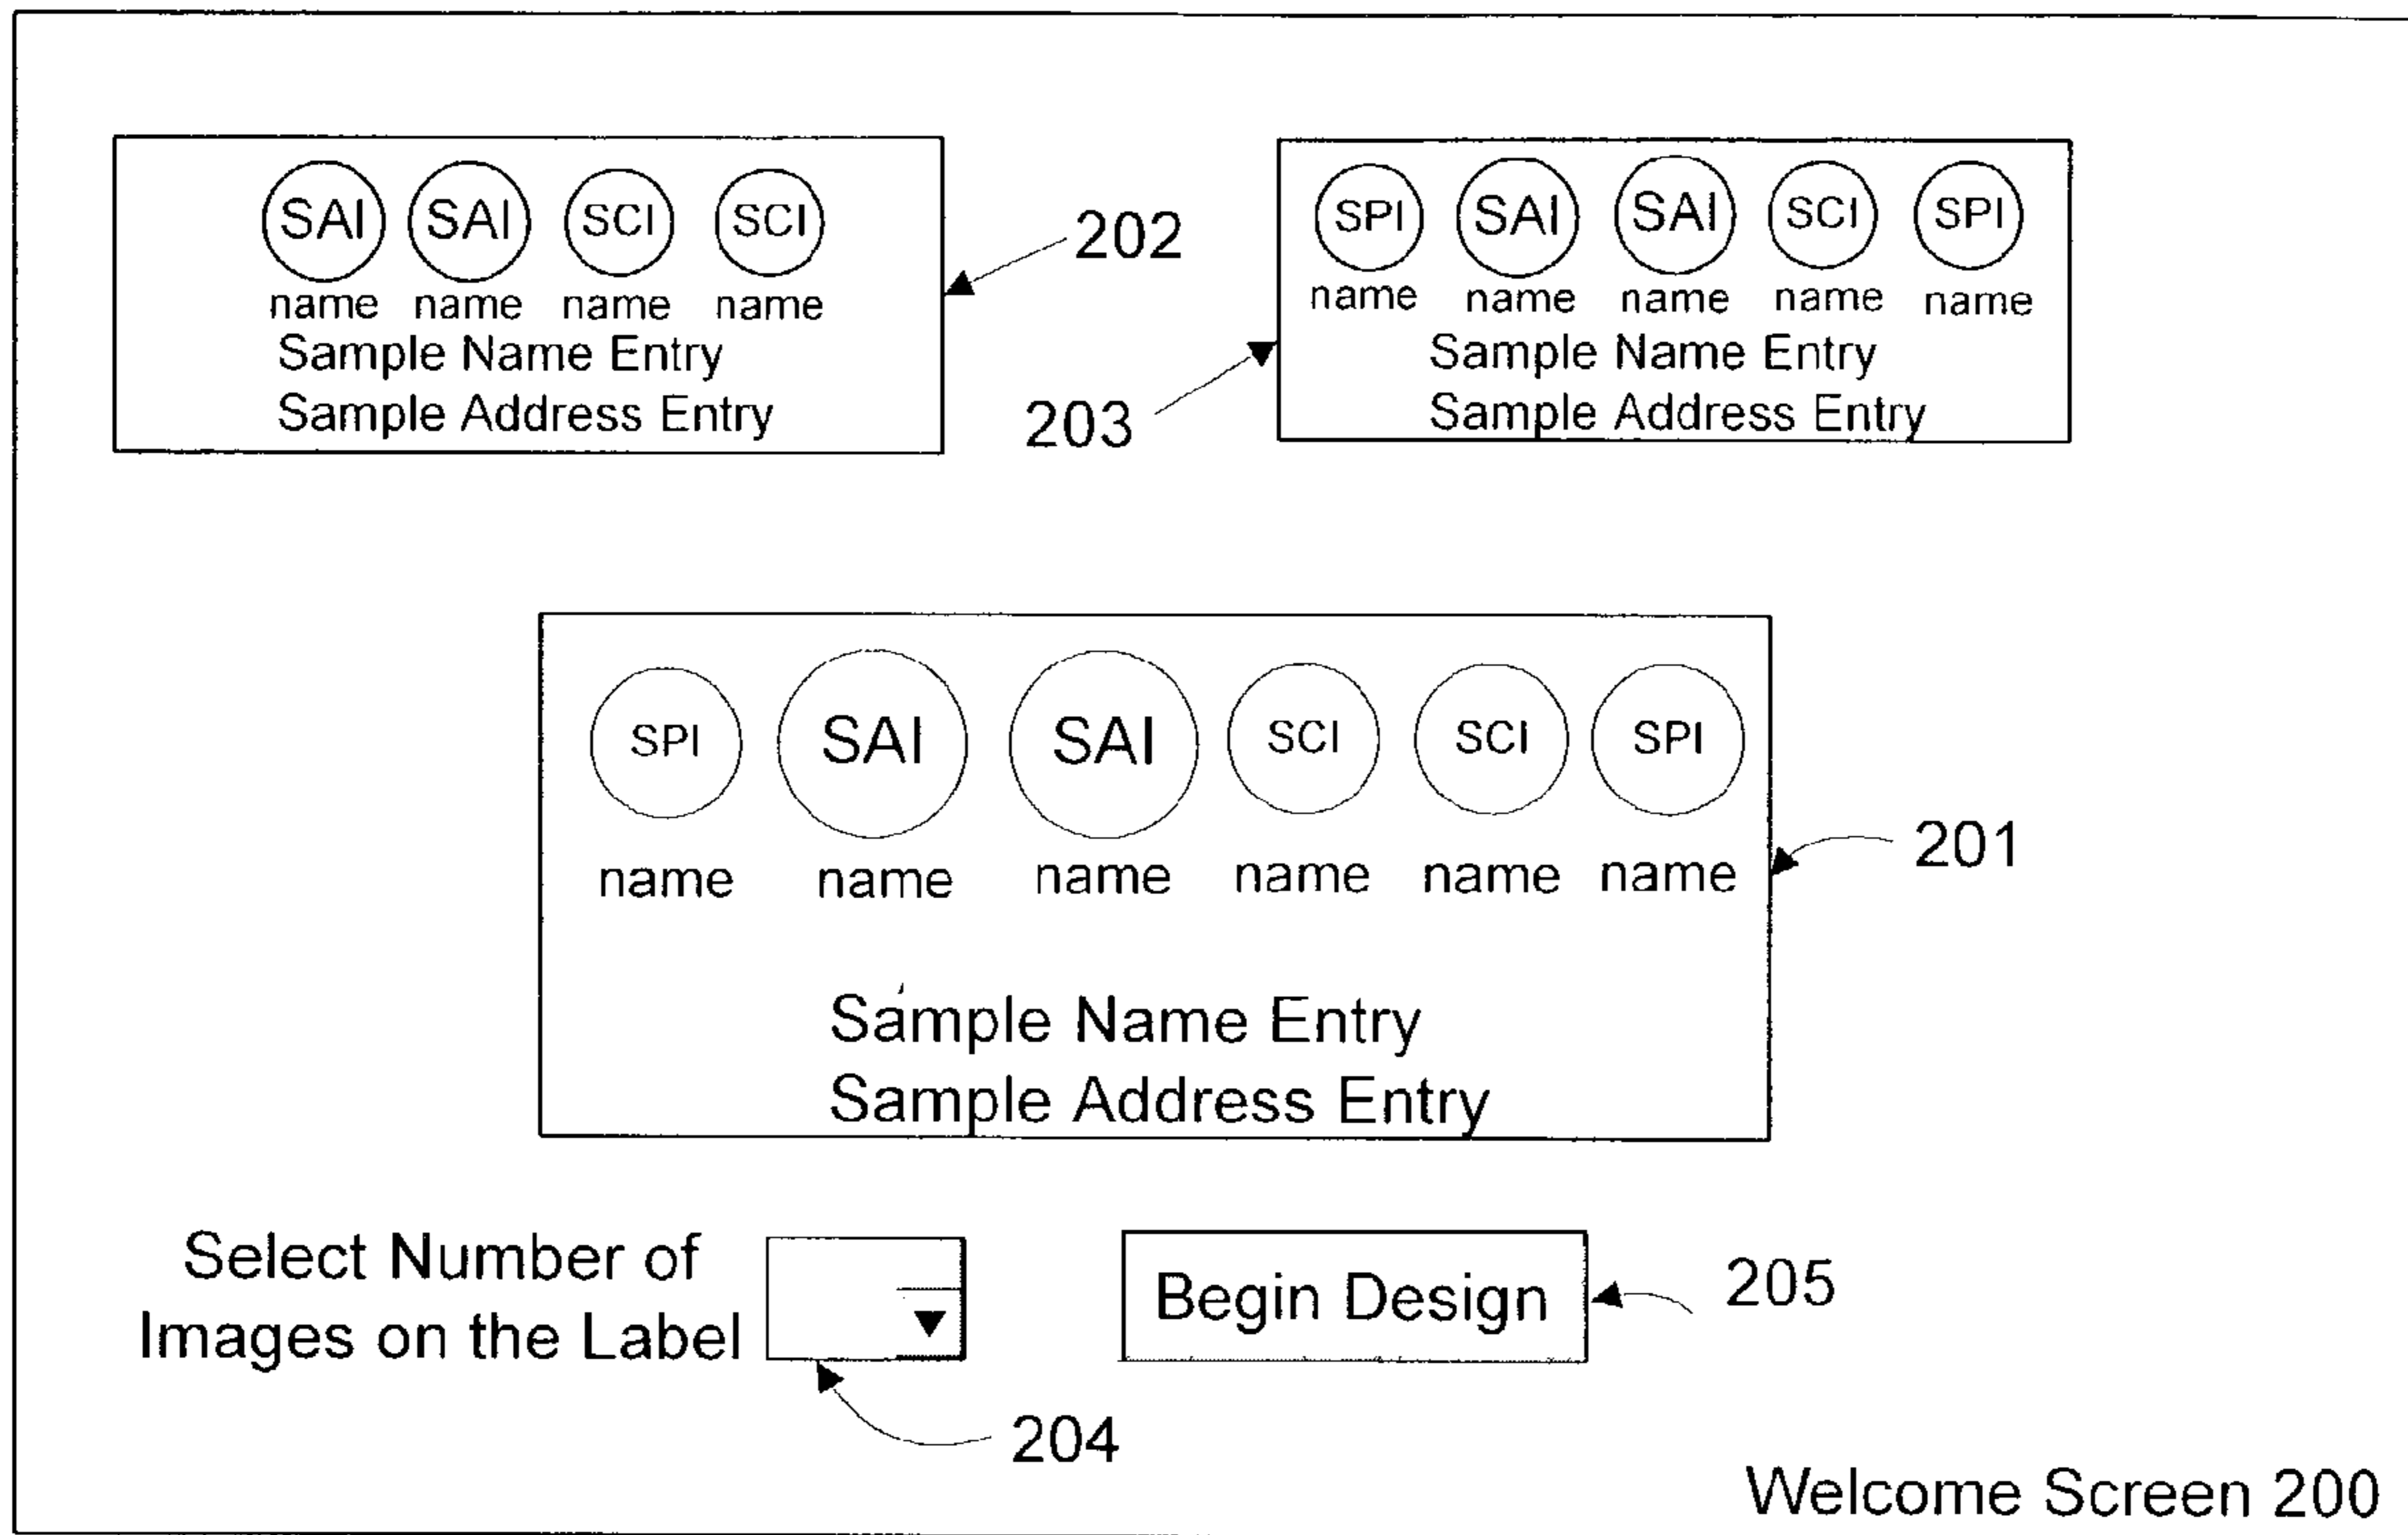 SAI SAI SCI SCI
name name name name
Sample Name Entry
Sample Address Entry
202
SPI SAI SAI SCI SPI
name name name name name
Sample Name Entry
Sample Address Entry
203
SPI SAI SAI SCI SCI SPI
name name name name name name
Sample Name Entry
Sample Address Entry
201
Select Number of
Images on the Label
204
Begin Design
205
Welcome Screen 200